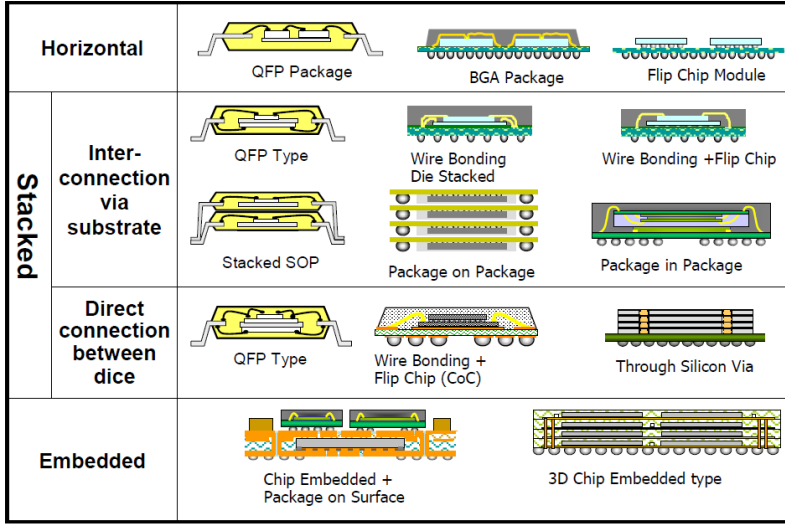 Horizontal
QFP Package
BGA Package
Flip Chip Module
Stacked
Inter-
connection
via
substrate
QFP Type
Wire Bonding
Die Stacked
Wire Bonding +Flip Chip
Stacked SOP
Package on Package
Package in Package
Direct
connection
between
dice
QFP Type
Wire Bonding +
Flip Chip (CoC)
Through Silicon Via
Embedded
Chip Embedded +
Package on Surface
3D Chip Embedded type